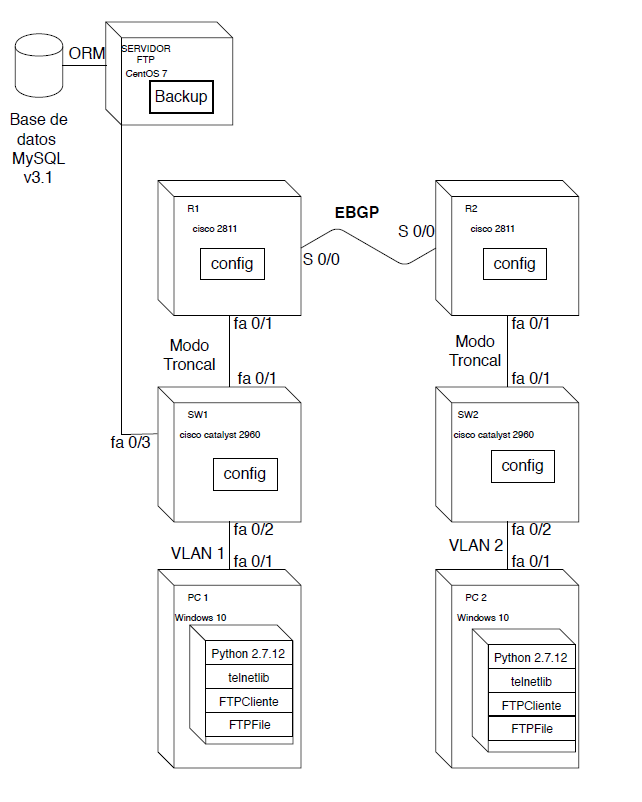 ORM
SERVIDOR
FTP
CentOS 7
Backup
Base de
datos
MySQL
v3.1
R1
cisco 2811
config
S 0/0
EBGP
S 0/0
R2
cisco 2811
config
fa 0/1
Modo
Troncal
fa 0/1
fa 0/1
Modo
Troncal
fa 0/1
SW1
cisco catalyst 2960
config
fa 0/3
SW2
cisco catalyst 2960
config
fa 0/2
VLAN 1
fa 0/1
fa 0/2
VLAN 2
fa 0/1
PC 1
Windows 10
Python 2.7.12
telnetlib
FTPCliente
FTPFile
PC 2
Windows 10
Python 2.7.12
telnetlib
FTPCliente
FTPFile